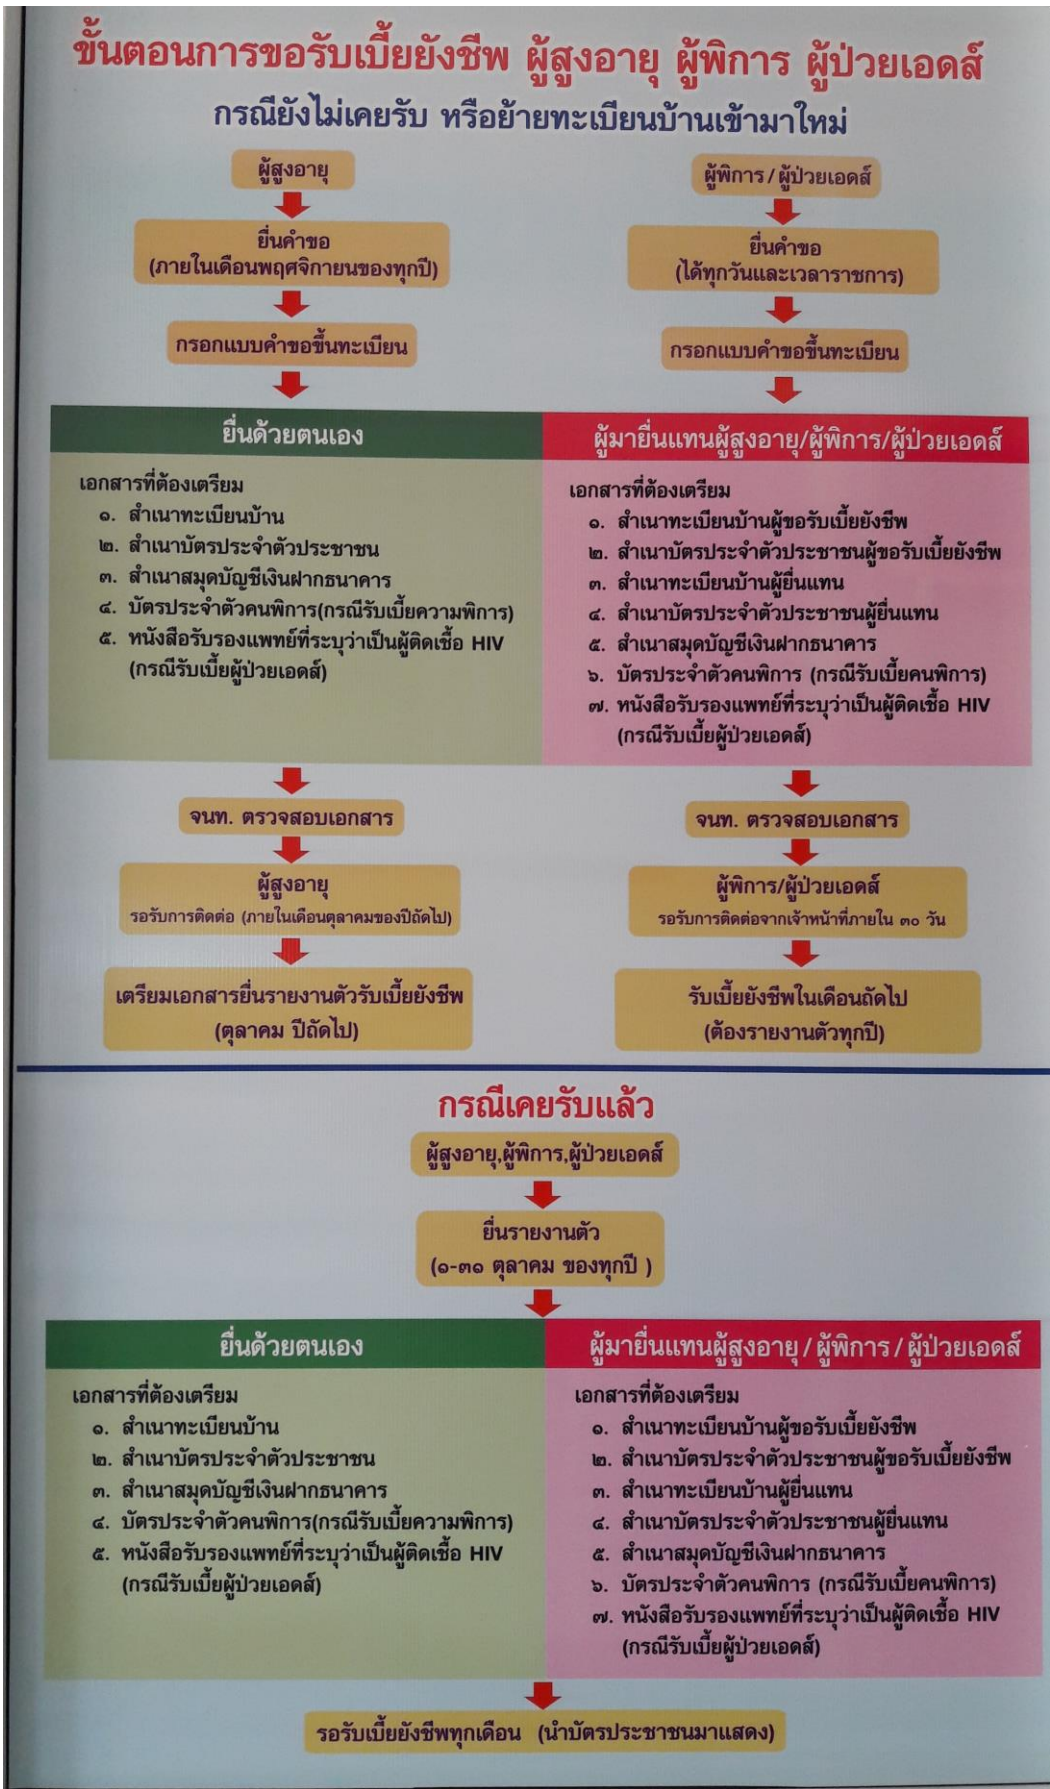 ขั้นตอนการขอรับเบี้ยยังชีพ ผู้สูงอายุ ผู้พิการ ผู้ป่วยเอดส์
กรณียังไม่เคยรับ หรือย้ายทะเบียนบ้านเข้ามาใหม่
ผู้สูงอายุ
ยื่นคำขอ
(ภายในเดือนพฤศจิกายนของทุกปี)
กรอกแบบคำขอขึ้นทะเบียน
ผู้พิการ/ผู้ป่วยเอดส์
ยื่นคำขอ
(ได้ทุกวันและเวลาราชการ)
กรอกแบบคำขอขึ้นทะเบียน
ยื่นด้วยตนเอง
เอกสารที่ต้องเตรียม
๑. สำเนาทะเบียนบ้าน
๒. สำเนาบัตรประจำตัวประชาชน
๓. สำเนาสมุดบัญชีเงินฝากธนาคาร
๔. บัตรประจำตัวคนพิการ(กรณีรับเบี้ยความพิการ)
๕. หนังสือรับรองแพทย์ที่ระบุว่าเป็นผู้ติดเชื้อ HIV
(กรณีรับเบี้ยผู้ป่วยเอดส์)
ผู้มายื่นแทนผู้สูงอายุ/ผู้พิการ/ผู้ป่วยเอดส์
เอกสารที่ต้องเตรียม
๑. สำเนาทะเบียนบ้านผู้ขอรับเบี้ยยังชีพ
๒. สำเนาบัตรประจำตัวประชาชนผู้ขอรับเบี้ยยังชีพ
๓. สำเนาทะเบียนบ้านผู้ยื่นแทน
๔. สำเนาบัตรประจำตัวประชาชนผู้ยื่นแทน
๕. สำเนาสมุดบัญชีเงินฝากธนาคาร
๖. บัตรประจำตัวคนพิการ (กรณีรับเบี้ยคนพิการ)
๗. หนังสือรับรองแพทย์ที่ระบุว่าเป็นผู้ติดเชื้อ HIV
(กรณีรับเบี้ยผู้ป่วยเอดส์)
จนท. ตรวจสอบเอกสาร
ผู้สูงอายุ
รอรับการติดต่อ (ภายในเดือนตุลาคมของปีถัดไป)
เตรียมเอกสารยื่นรายงานตัวรับเบี้ยยังชีพ
(ตุลาคม ปีถัดไป)
จนท. ตรวจสอบเอกสาร
ผู้พิการ/ผู้ป่วยเอดส์
รอรับการติดต่อจากเจ้าหน้าที่ภายใน ๓๐ วัน
รับเบี้ยยังชีพในเดือนถัดไป
(ต้องรายงานตัวทุกปี)
กรณีเคยรับแล้ว
ผู้สูงอายุ,ผู้พิการ,ผู้ป่วยเอดส์
ยื่นรายงานตัว
(๑-๓๑ ตุลาคม ของทุกปี )
ยื่นด้วยตนเอง
เอกสารที่ต้องเตรียม
๑. สำเนาทะเบียนบ้าน
๒. สำเนาบัตรประจำตัวประชาชน
๓. สำเนาสมุดบัญชีเงินฝากธนาคาร
๔. บัตรประจำตัวคนพิการ(กรณีรับเบี้ยความพิการ)
๕. หนังสือรับรองแพทย์ที่ระบุว่าเป็นผู้ติดเชื้อ HIV
(กรณีรับเบี้ยผู้ป่วยเอดส์)
ผู้มายื่นแทนผู้สูงอายุ/ผู้พิการ/ผู้ป่วยเอดส์
เอกสารที่ต้องเตรียม
๑. สำเนาทะเบียนบ้านผู้ขอรับเบี้ยยังชีพ
๒. สำเนาบัตรประจำตัวประชาชนผู้ขอรับเบี้ยยังชีพ
๓. สำเนาทะเบียนบ้านผู้ยื่นแทน
๔. สำเนาบัตรประจำตัวประชาชนผู้ยื่นแทน
๕. สำเนาสมุดบัญชีเงินฝากธนาคาร
๖. บัตรประจำตัวคนพิการ (กรณีรับเบี้ยคนพิการ)
๗. หนังสือรับรองแพทย์ที่ระบุว่าเป็นผู้ติดเชื้อ HIV
(กรณีรับเบี้ยผู้ป่วยเอดส์)
รอรับเบี้ยยังชีพทุกเดือน (นำบัตรประชาชนมาแสดง)